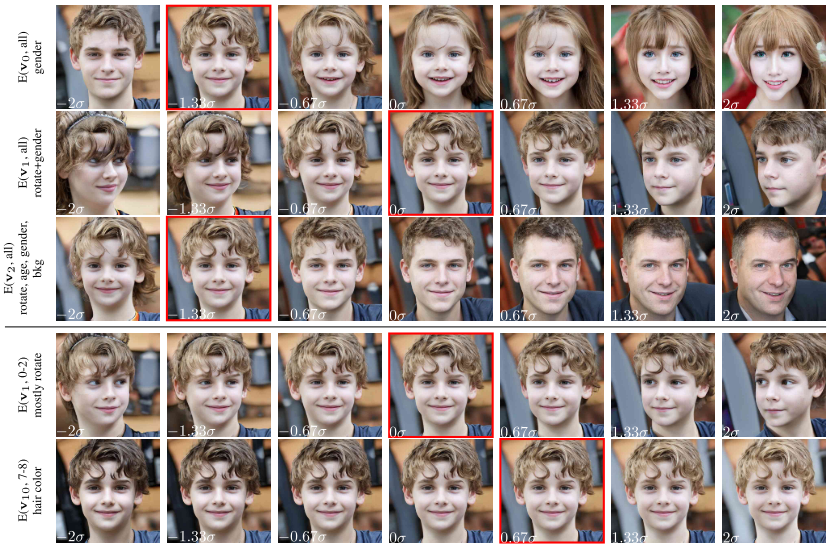 E(v₀, all)
gender
−2σ −1.33σ −0.67σ 0σ 0.67σ 1.33σ 2σ
E(v₁, all)
rotate+gender
−2σ −1.33σ −0.67σ 0σ 0.67σ 1.33σ 2σ
E(v₂, all)
rotate, age, gender,
bkg
−2σ −1.33σ −0.67σ 0σ 0.67σ 1.33σ 2σ
E(v₁, 0-2)
mostly rotate
−2σ −1.33σ −0.67σ 0σ 0.67σ 1.33σ 2σ
E(v₁₀, 7-8)
hair color
−2σ −1.33σ −0.67σ 0σ 0.67σ 1.33σ 2σ